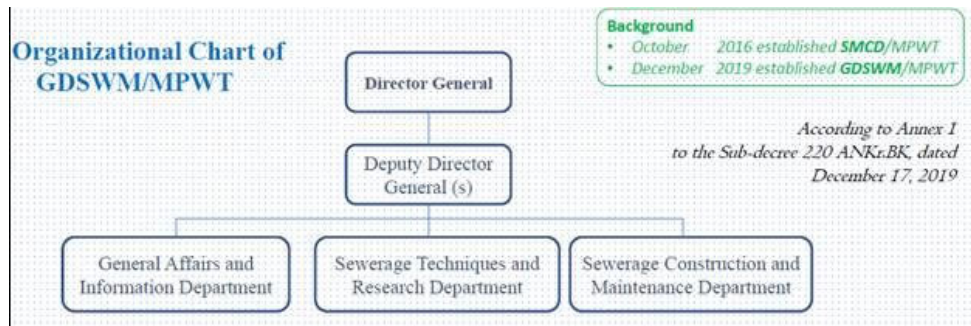 Organizational Chart of
GDSWM/MPWT
Background
• October 2016 established SMCD/MPWT
• December 2019 established GDSWM/MPWT
Director General
According to Annex 1
to the Sub-decree 220 ANKr.BK, dated
December 17, 2019
Deputy Director
General (s)
General Affairs and
Information Department
Sewerage Techniques and
Research Department
Sewerage Construction and
Maintenance Department